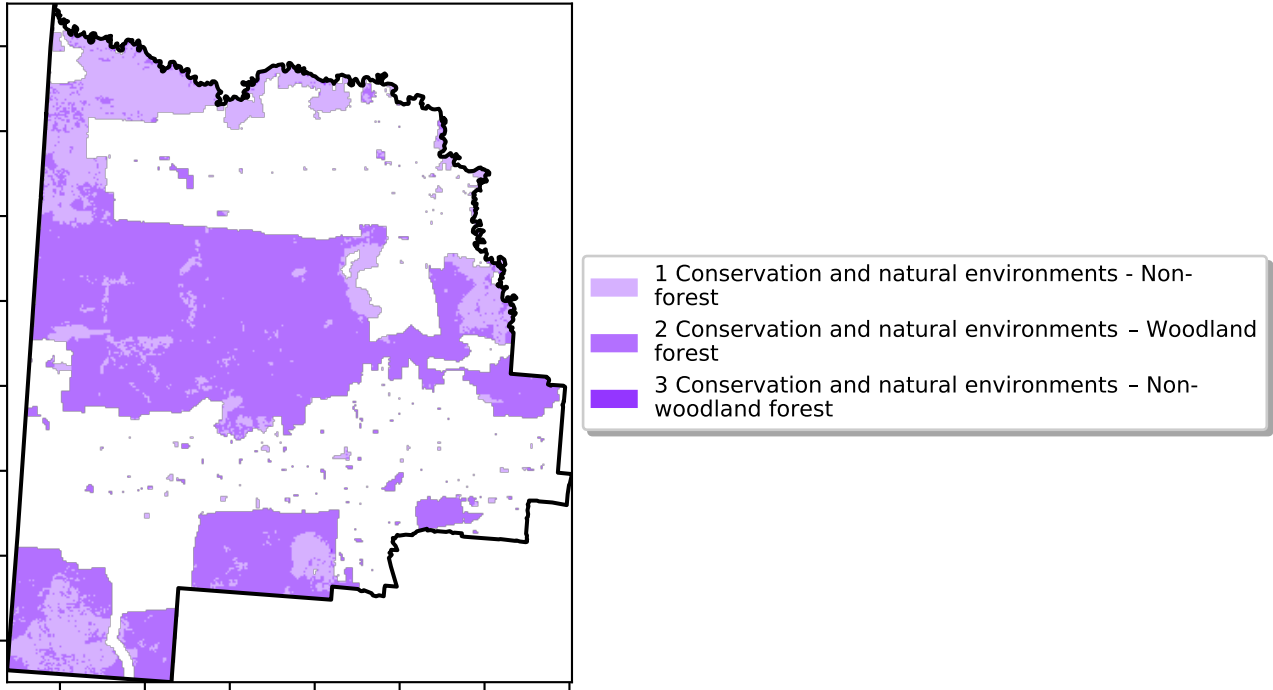 1 Conservation and natural environments - Non-
forest
2 Conservation and natural environments – Woodland
forest
3 Conservation and natural environments – Non-
woodland forest